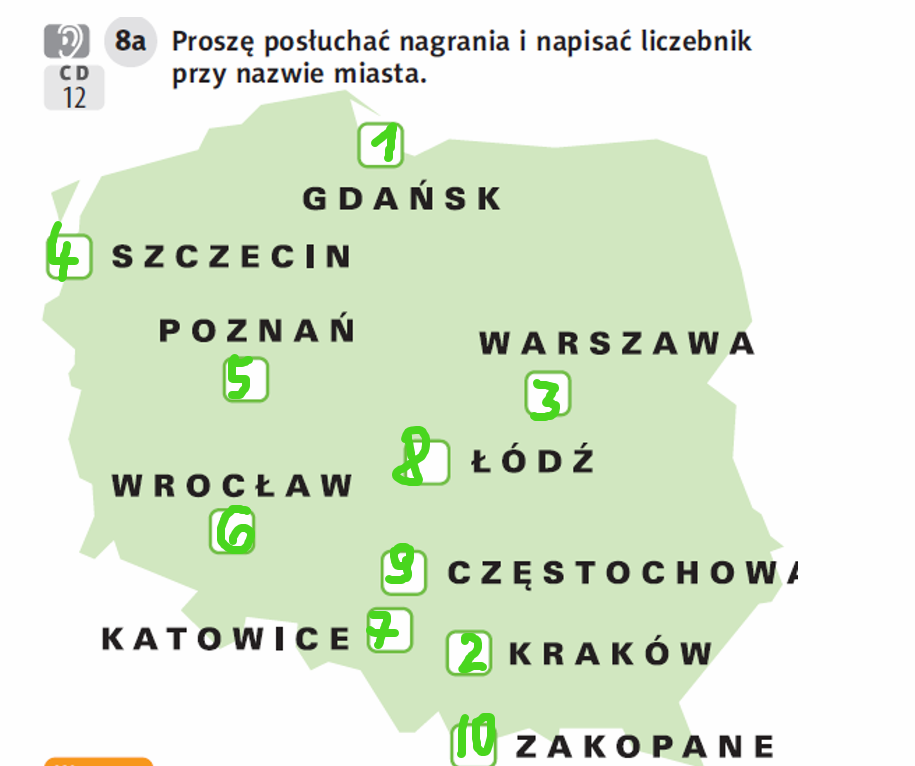 8a Proszę posłuchać nagrania i napisać liczebnik
przy nazwie miasta.
CD
12
1
GDAŃSK
4 SZCZECIN
POZNAŃ
5
WARSZAWA
3
8 ŁÓDŹ
WROCŁAW
6
9 CZĘSTOCHOWA
KATOWICE 7
2 KRAKÓW
10 ZAKOPANE